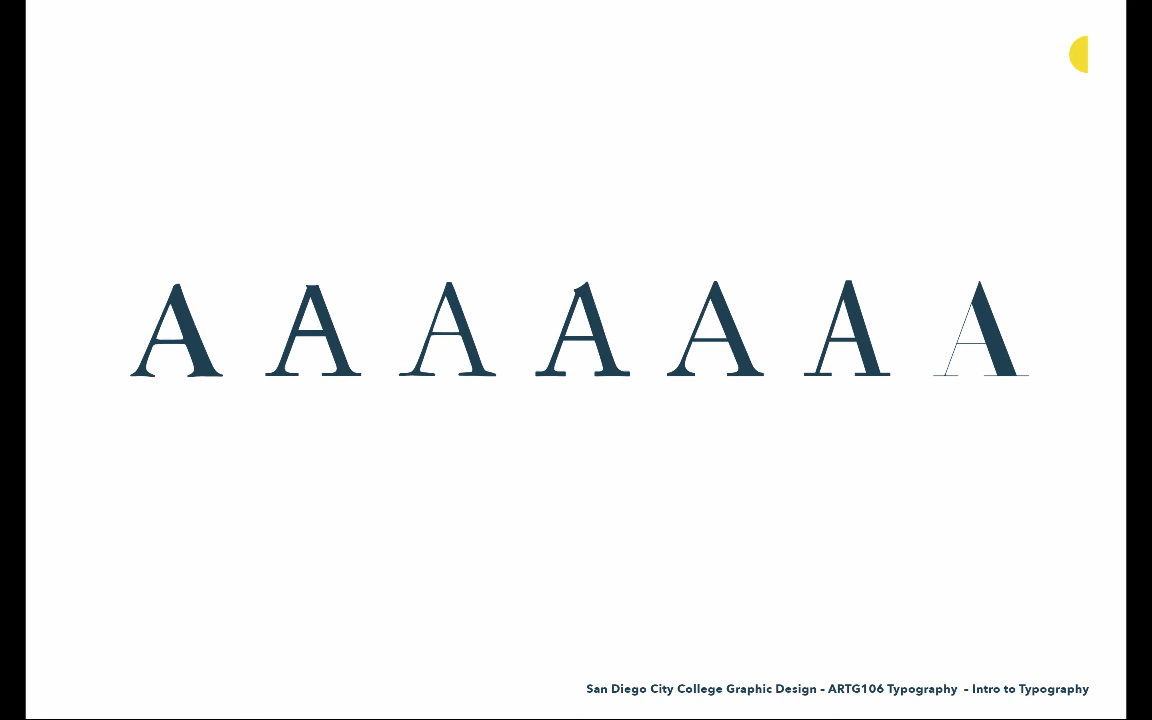 A A A A A A A
San Diego City College Graphic Design – ARTG106 Typography – Intro to Typography